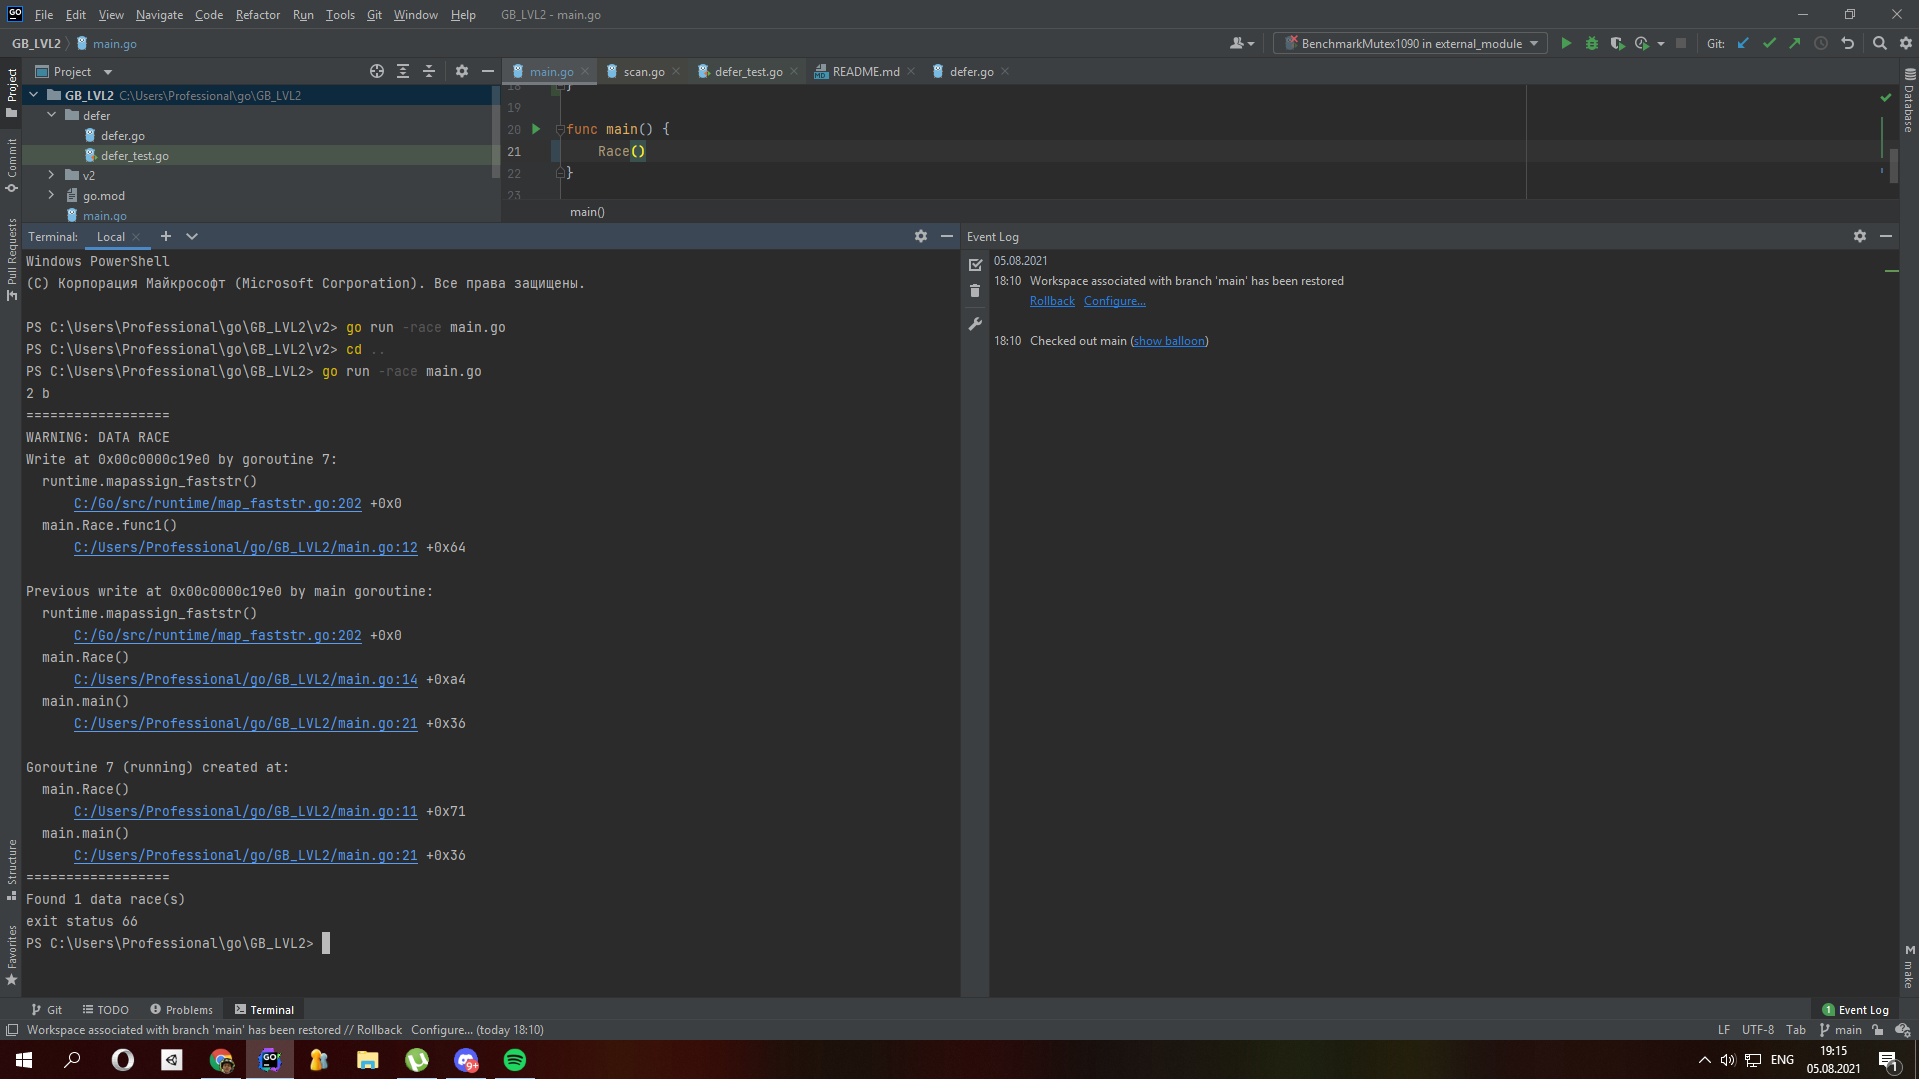 File Edit View Navigate Code Refactor Run Tools Git Window Help GB_LVL2 - main.go
GB_LVL2 main.go
BenchmarkMutex1090 in external_module
Git:
Project
main.go scan.go defer_test.go README.md defer.go
GB_LVL2 C:\Users\Professional\go\GB_LVL2
defer
defer.go
defer_test.go
v2
go.mod
main.go
18 }
19
20 func main() {
21 Race()
22 }
23
main()
Project
Commit
Pull Requests
Structure
Favorites
Database
make
Terminal: Local
Windows PowerShell
(C) Корпорация Майкрософт (Microsoft Corporation). Все права защищены.
PS C:\Users\Professional\go\GB_LVL2\v2> go run -race main.go
PS C:\Users\Professional\go\GB_LVL2\v2> cd ..
PS C:\Users\Professional\go\GB_LVL2> go run -race main.go
2 b
==================
WARNING: DATA RACE
Write at 0x00c0000c19e0 by goroutine 7:
runtime.mapassign_faststr()
C:/Go/src/runtime/map_faststr.go:202 +0x0
main.Race.func1()
C:/Users/Professional/go/GB_LVL2/main.go:12 +0x64
Previous write at 0x00c0000c19e0 by main goroutine:
runtime.mapassign_faststr()
C:/Go/src/runtime/map_faststr.go:202 +0x0
main.Race()
C:/Users/Professional/go/GB_LVL2/main.go:14 +0xa4
main.main()
C:/Users/Professional/go/GB_LVL2/main.go:21 +0x36
Goroutine 7 (running) created at:
main.Race()
C:/Users/Professional/go/GB_LVL2/main.go:11 +0x71
main.main()
C:/Users/Professional/go/GB_LVL2/main.go:21 +0x36
==================
Found 1 data race(s)
exit status 66
PS C:\Users\Professional\go\GB_LVL2>
Event Log
05.08.2021
18:10 Workspace associated with branch 'main' has been restored
Rollback Configure...
18:10 Checked out main (show balloon)
Git TODO Problems Terminal
1 Event Log
Workspace associated with branch 'main' has been restored // Rollback Configure... (today 18:10)
LF UTF-8 Tab main
ENG
19:15
05.08.2021
9+
1